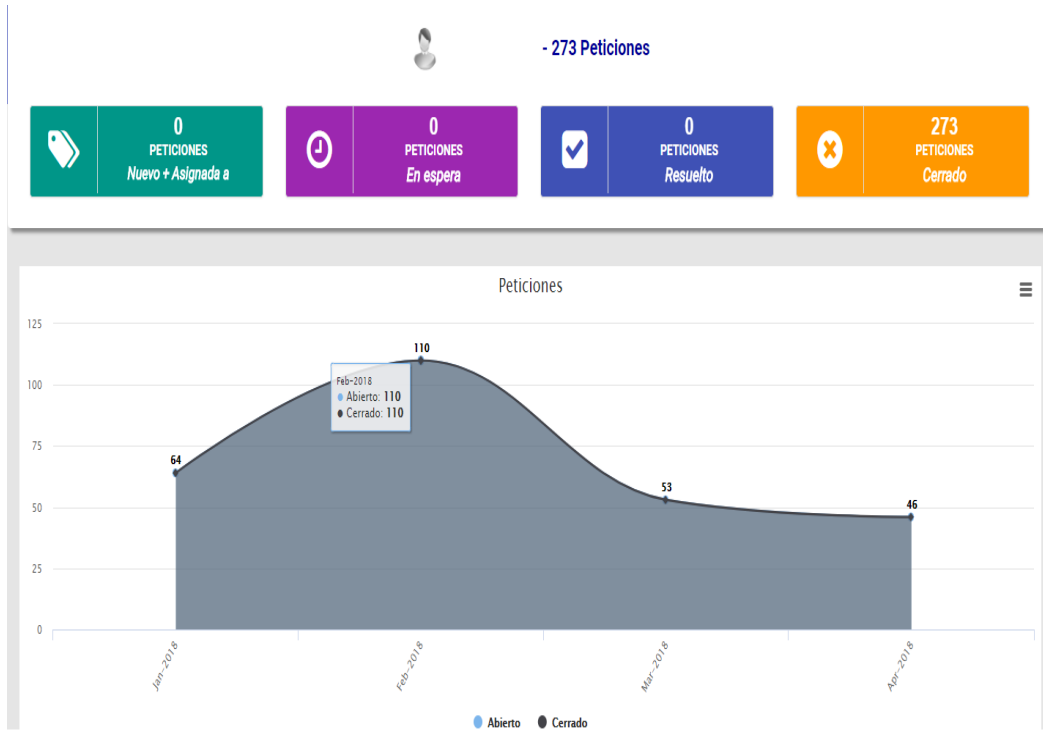 - 273 Peticiones
0
PETICIONES
Nuevo + Asignada a
0
PETICIONES
En espera
0
PETICIONES
Resuelto
273
PETICIONES
Cerrado
Peticiones
125
100
75
50
25
0
64
110
53
46
Feb-2018
Abierto: 110
Cerrado: 110
Jan-2018
Feb-2018
Mar-2018
Apr-2018
Abierto
Cerrado